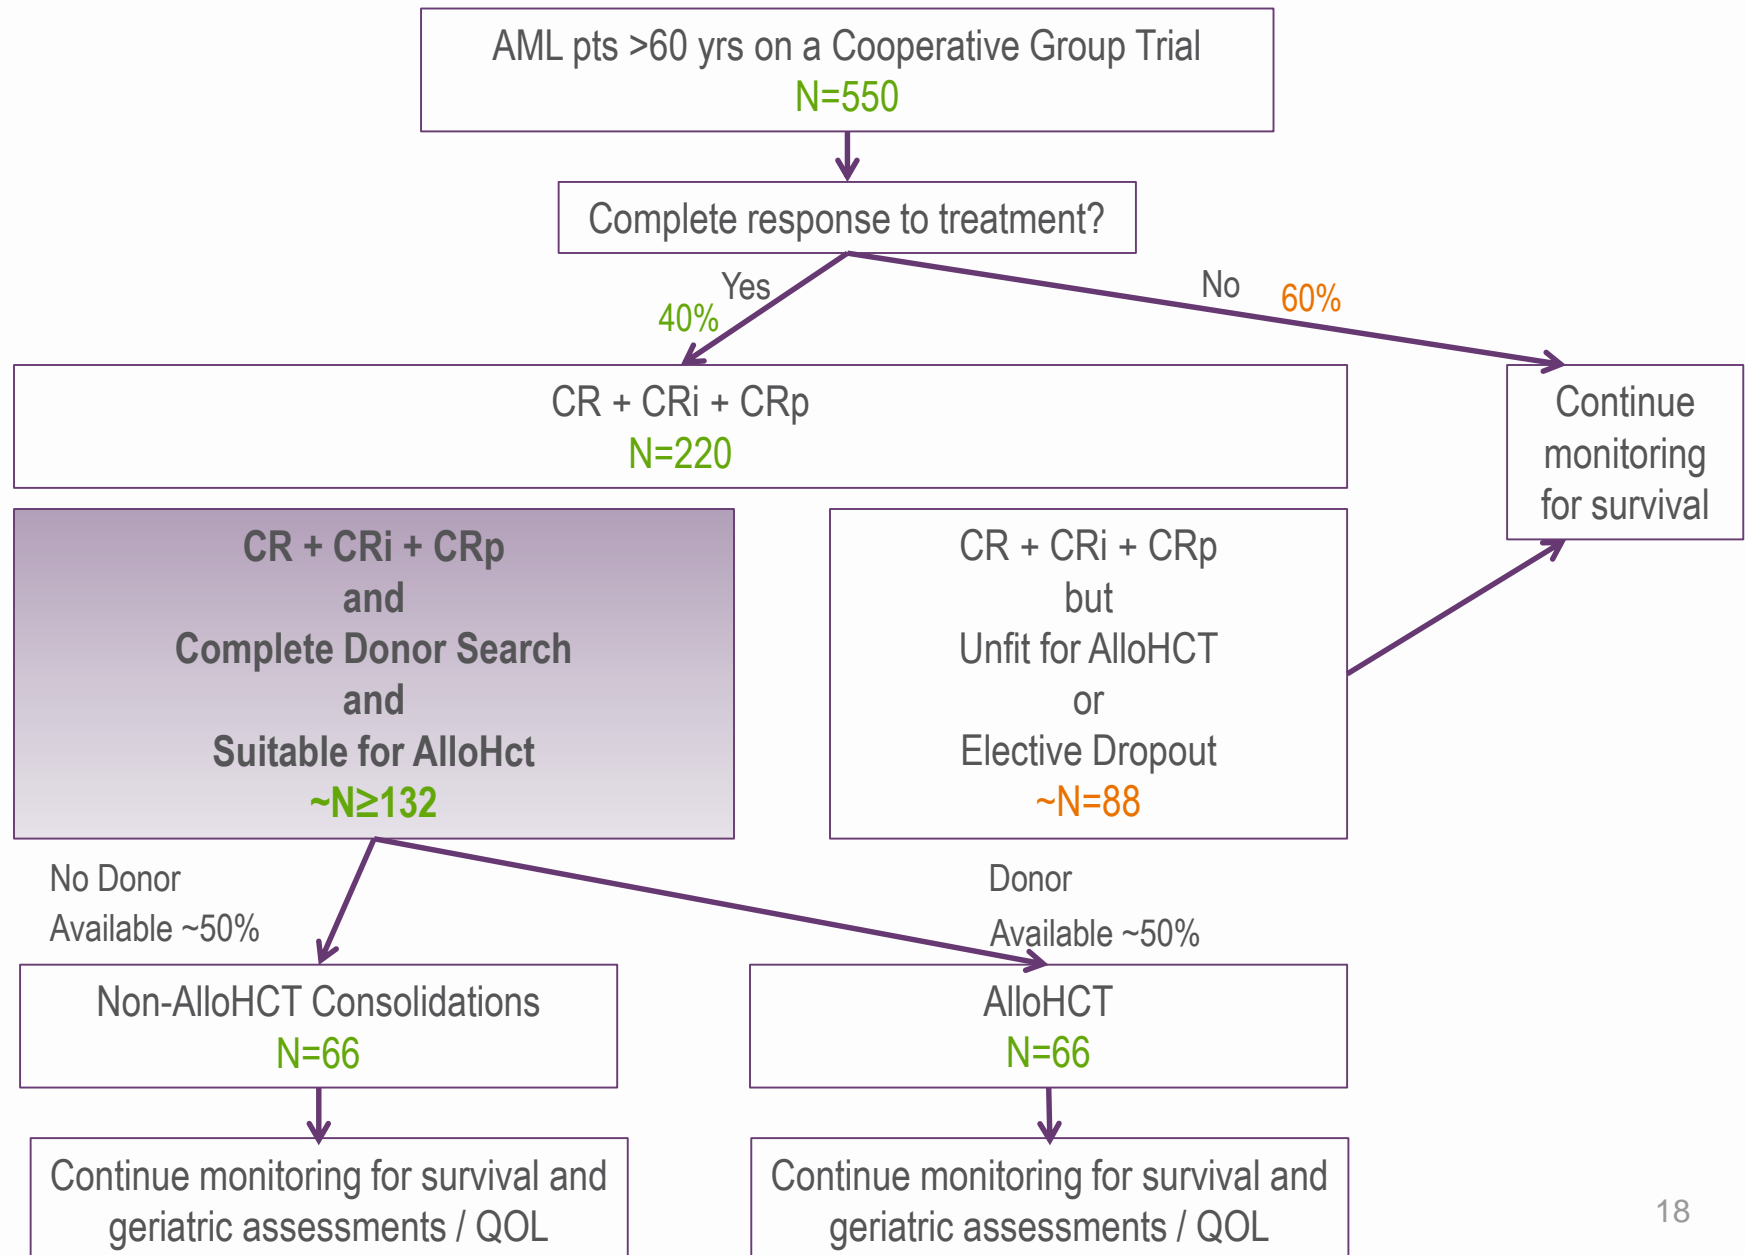 AML pts >60 yrs on a Cooperative Group Trial
N=550
Complete response to treatment?
Yes
40%
No
60%
CR + CRi + CRp
N=220
Continue
monitoring
for survival
CR + CRi + CRp
and
Complete Donor Search
and
Suitable for AlloHct
~N≥132
CR + CRi + CRp
but
Unfit for AlloHCT
or
Elective Dropout
~N=88
No Donor
Available ~50%
Donor
Available ~50%
Non-AlloHCT Consolidations
N=66
AlloHCT
N=66
Continue monitoring for survival and
geriatric assessments / QOL
Continue monitoring for survival and
geriatric assessments / QOL
18